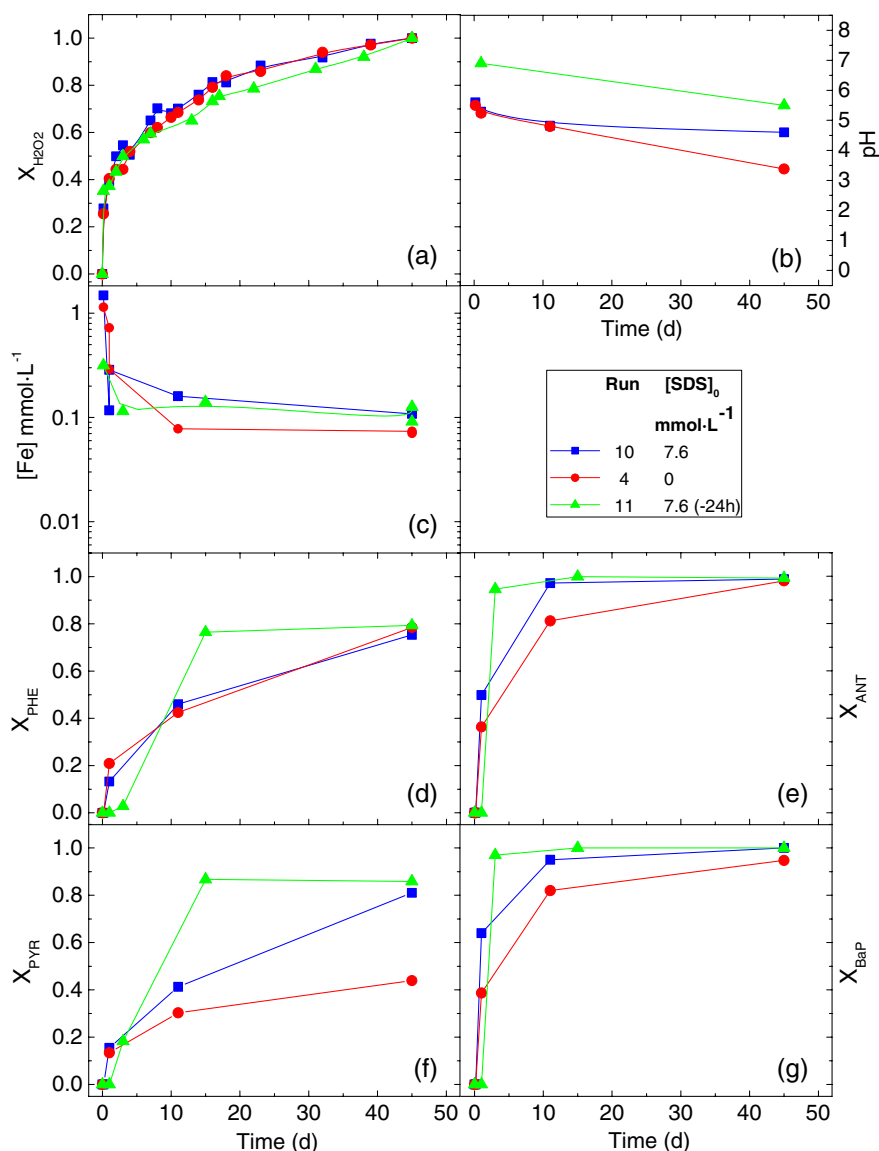 1.0
0.8
0.6
0.4
0.2
0.0
X_H2O2
(a)
8
7
6
5
4
3
2
1
0
pH
(b)
0 10 20 30 40 50
Time (d)
1
0.1
0.01
[Fe] mmol·L⁻¹
(c)
Run [SDS]₀
mmol·L⁻¹
10 7.6
4 0
11 7.6 (-24h)
1.0
0.8
0.6
0.4
0.2
0.0
X_PHE
(d)
X_ANT
(e)
1.0
0.8
0.6
0.4
0.2
0.0
X_PYR
(f)
X_BaP
(g)
0 10 20 30 40 50
Time (d)
0 10 20 30 40 50
Time (d)